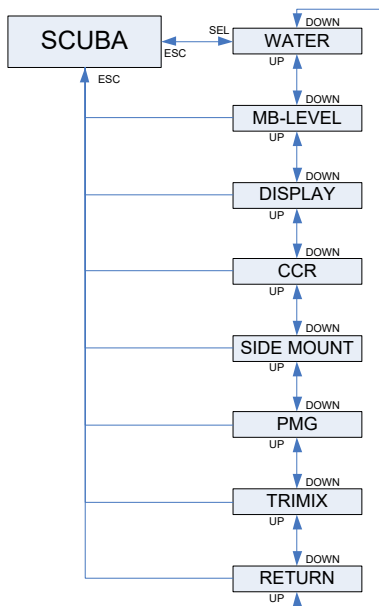 DOWN
SCUBA
SEL
ESC
WATER
UP
ESC
DOWN
MB-LEVEL
UP
DOWN
DISPLAY
UP
DOWN
CCR
UP
DOWN
SIDE MOUNT
UP
DOWN
PMG
UP
DOWN
TRIMIX
UP
DOWN
RETURN
UP